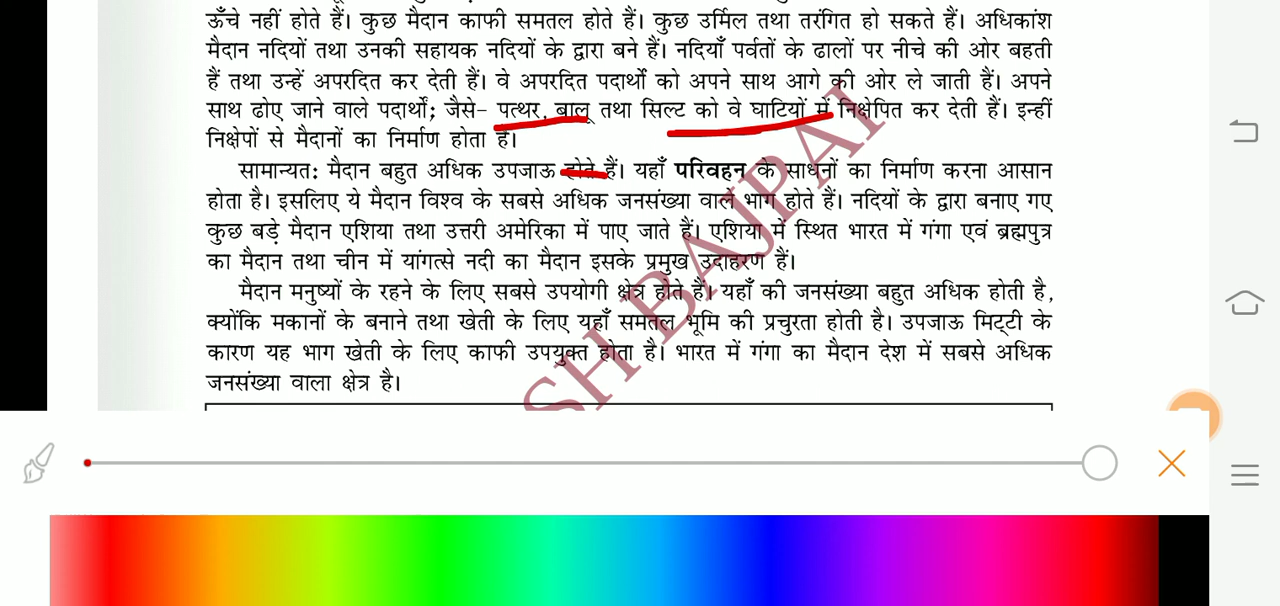 ऊँचे नहीं होते हैं। कुछ मैदान काफी समतल होते हैं। कुछ उर्मिल तथा तरंगित हो सकते हैं। अधिकांश
मैदान नदियों तथा उनकी सहायक नदियों के द्वारा बने हैं। नदियाँ पर्वतों के ढालों पर नीचे की ओर बहती
हैं तथा उन्हें अपरदित कर देती हैं। वे अपरदित पदार्थों को अपने साथ आगे की ओर ले जाती हैं। अपने
साथ ढोए जाने वाले पदार्थों; जैसे- पत्थर, बालू तथा सिल्ट को वे घाटियों में निक्षेपित कर देती हैं। इन्हीं
निक्षेपों से मैदानों का निर्माण होता है।
सामान्यत: मैदान बहुत अधिक उपजाऊ होते हैं। यहाँ परिवहन के साधनों का निर्माण करना आसान
होता है। इसलिए ये मैदान विश्व के सबसे अधिक जनसंख्या वाले भाग होते हैं। नदियों के द्वारा बनाए गए
कुछ बड़े मैदान एशिया तथा उत्तरी अमेरिका में पाए जाते हैं। एशिया में स्थित भारत में गंगा एवं ब्रह्मपुत्र
का मैदान तथा चीन में यांगत्से नदी का मैदान इसके प्रमुख उदाहरण हैं।
मैदान मनुष्यों के रहने के लिए सबसे उपयोगी क्षेत्र होते हैं। यहाँ की जनसंख्या बहुत अधिक होती है,
क्योंकि मकानों के बनाने तथा खेती के लिए यहाँ समतल भूमि की प्रचुरता होती है। उपजाऊ मिट्टी के
कारण यह भाग खेती के लिए काफी उपयुक्त होता है। भारत में गंगा का मैदान देश में सबसे अधिक
जनसंख्या वाला क्षेत्र है।
SH BAJPAI